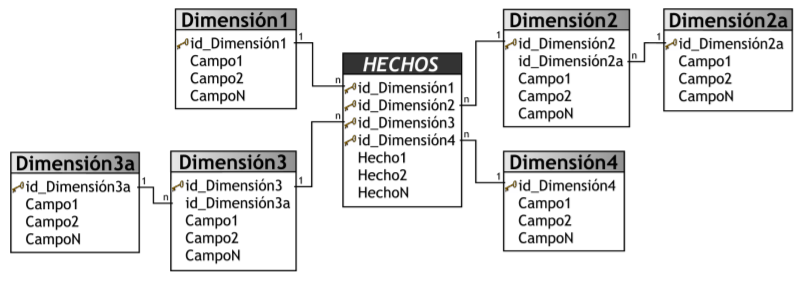 Dimensión1
id_Dimensión1
Campo1
Campo2
CampoN
1
n
HECHOS
id_Dimensión1
id_Dimensión2
id_Dimensión3
id_Dimensión4
Hecho1
Hecho2
HechoN
n
n
n
Dimensión2
id_Dimensión2
id_Dimensión2a
Campo1
Campo2
CampoN
1
n
1
Dimensión2a
id_Dimensión2a
Campo1
Campo2
CampoN
Dimensión3a
id_Dimensión3a
Campo1
Campo2
CampoN
1
n
Dimensión3
id_Dimensión3
id_Dimensión3a
Campo1
Campo2
CampoN
1
Dimensión4
id_Dimensión4
Campo1
Campo2
CampoN
1